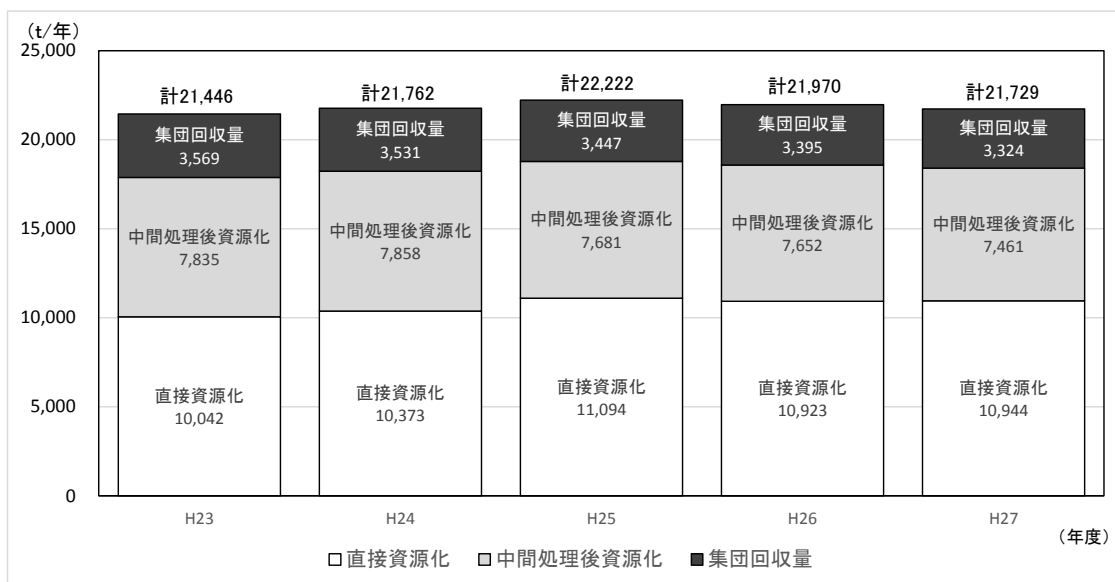 （t/年）
25,000
20,000
15,000
10,000
5,000
0
計21,446
集団回収量
3,569
中間処理後資源化
7,835
直接資源化
10,042
H23
計21,762
集団回収量
3,531
中間処理後資源化
7,858
直接資源化
10,373
H24
計22,222
集団回収量
3,447
中間処理後資源化
7,681
直接資源化
11,094
H25
計21,970
集団回収量
3,395
中間処理後資源化
7,652
直接資源化
10,923
H26
計21,729
集団回収量
3,324
中間処理後資源化
7,461
直接資源化
10,944
H27
（年度）
直接資源化 中間処理後資源化 集団回収量